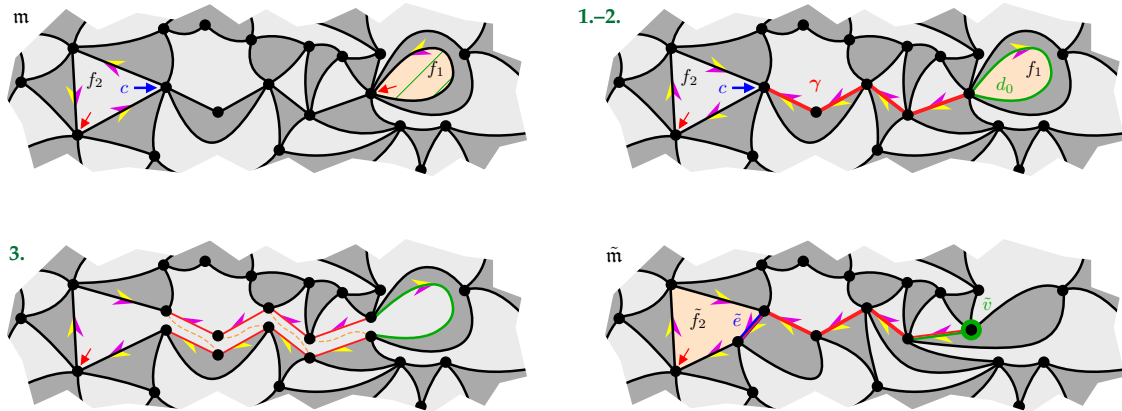 𝔪
f₂
c
f₁
1.–2.
f₂
c
γ
d₀
f₁
3.
𝔪̃
f̃₂
ẽ
ṽ